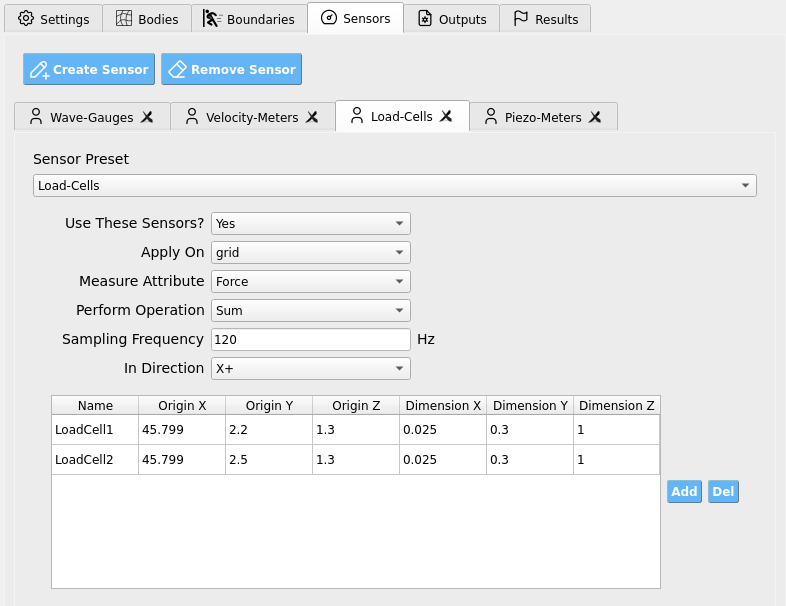 Settings Bodies Boundaries Sensors Outputs Results
Create Sensor Remove Sensor
Wave-Gauges Velocity-Meters Load-Cells Piezo-Meters
Sensor Preset
Load-Cells
Use These Sensors? Yes
Apply On grid
Measure Attribute Force
Perform Operation Sum
Sampling Frequency 120 Hz
In Direction X+
Name Origin X Origin Y Origin Z Dimension X Dimension Y Dimension Z
LoadCell1 45.799 2.2 1.3 0.025 0.3 1
LoadCell2 45.799 2.5 1.3 0.025 0.3 1
Add Del